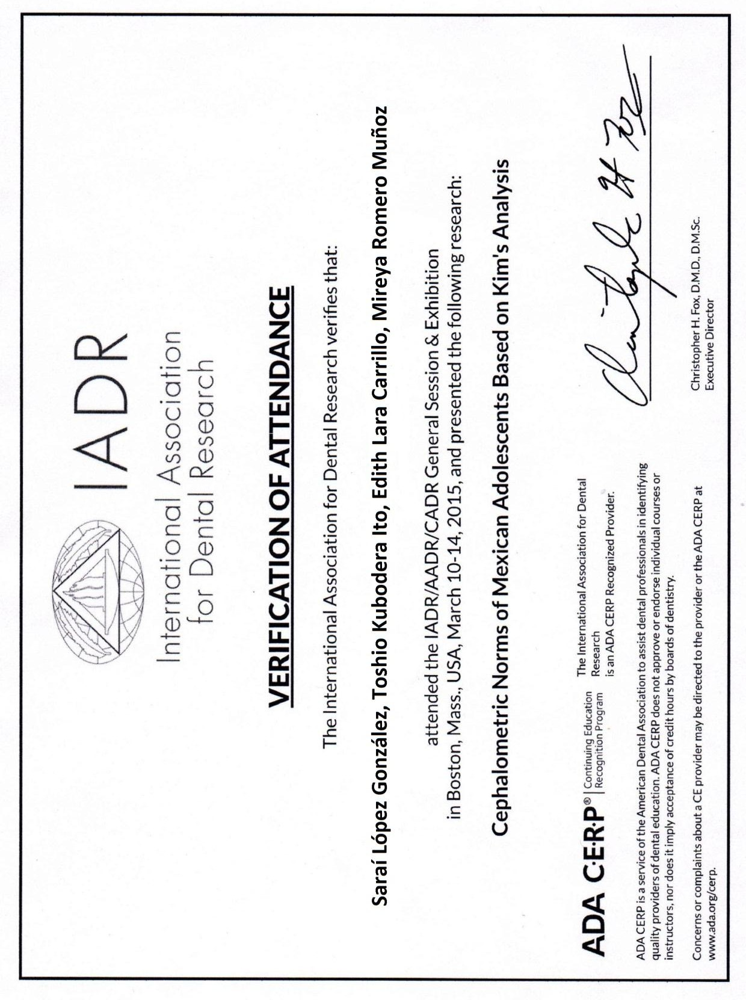 IADR
International Association
for Dental Research
VERIFICATION OF ATTENDANCE
The International Association for Dental Research verifies that:
Saraí López González, Toshio Kubodera Ito, Edith Lara Carrillo, Mireya Romero Muñoz
attended the IADR/AADR/CADR General Session & Exhibition
in Boston, Mass., USA, March 10-14, 2015, and presented the following research:
Cephalometric Norms of Mexican Adolescents Based on Kim's Analysis
ADA C·E·R·P® | Continuing Education
Recognition Program
The International Association for Dental
Research
is an ADA CERP Recognized Provider.
ADA CERP is a service of the American Dental Association to assist dental professionals in identifying
quality providers of dental education. ADA CERP does not approve or endorse individual courses or
instructors, nor does it imply acceptance of credit hours by boards of dentistry.
Concerns or complaints about a CE provider may be directed to the provider or the ADA CERP at
www.ada.org/cerp.
Christopher H Fox
Christopher H. Fox, D.M.D., D.M.Sc.
Executive Director